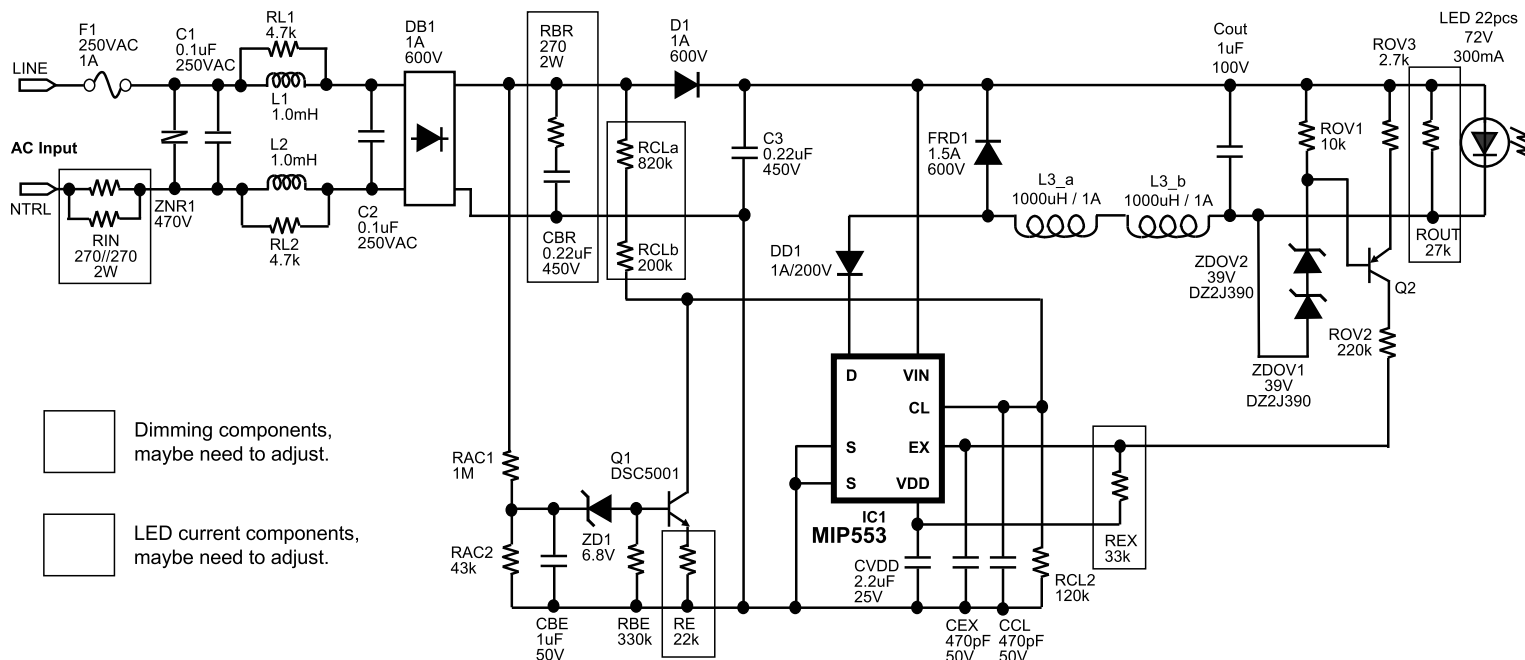 F1
250VAC
1A
LINE
C1
0.1uF
250VAC
RL1
4.7k
L1
1.0mH
DB1
1A
600V
RBR
270
2W
D1
1A
600V
Cout
1uF
100V
ROV3
2.7k
LED 22pcs
72V
300mA
AC Input
NTRL
RIN
270//270
2W
ZNR1
470V
L2
1.0mH
RL2
4.7k
C2
0.1uF
250VAC
CBR
0.22uF
450V
RCLa
820k
RCLb
200k
C3
0.22uF
450V
FRD1
1.5A
600V
L3_a
1000uH / 1A
L3_b
1000uH / 1A
ROV1
10k
ROUT
27k
DD1
1A/200V
ZDOV2
39V
DZ2J390
Q2
ROV2
220k
ZDOV1
39V
DZ2J390
D
VIN
CL
S
EX
S
VDD
IC1
MIP553
Dimming components,
maybe need to adjust.
LED current components,
maybe need to adjust.
RAC1
1M
Q1
DSC5001
RAC2
43k
ZD1
6.8V
CBE
1uF
50V
RBE
330k
RE
22k
CVDD
2.2uF
25V
REX
33k
RCL2
120k
CEX
470pF
50V
CCL
470pF
50V